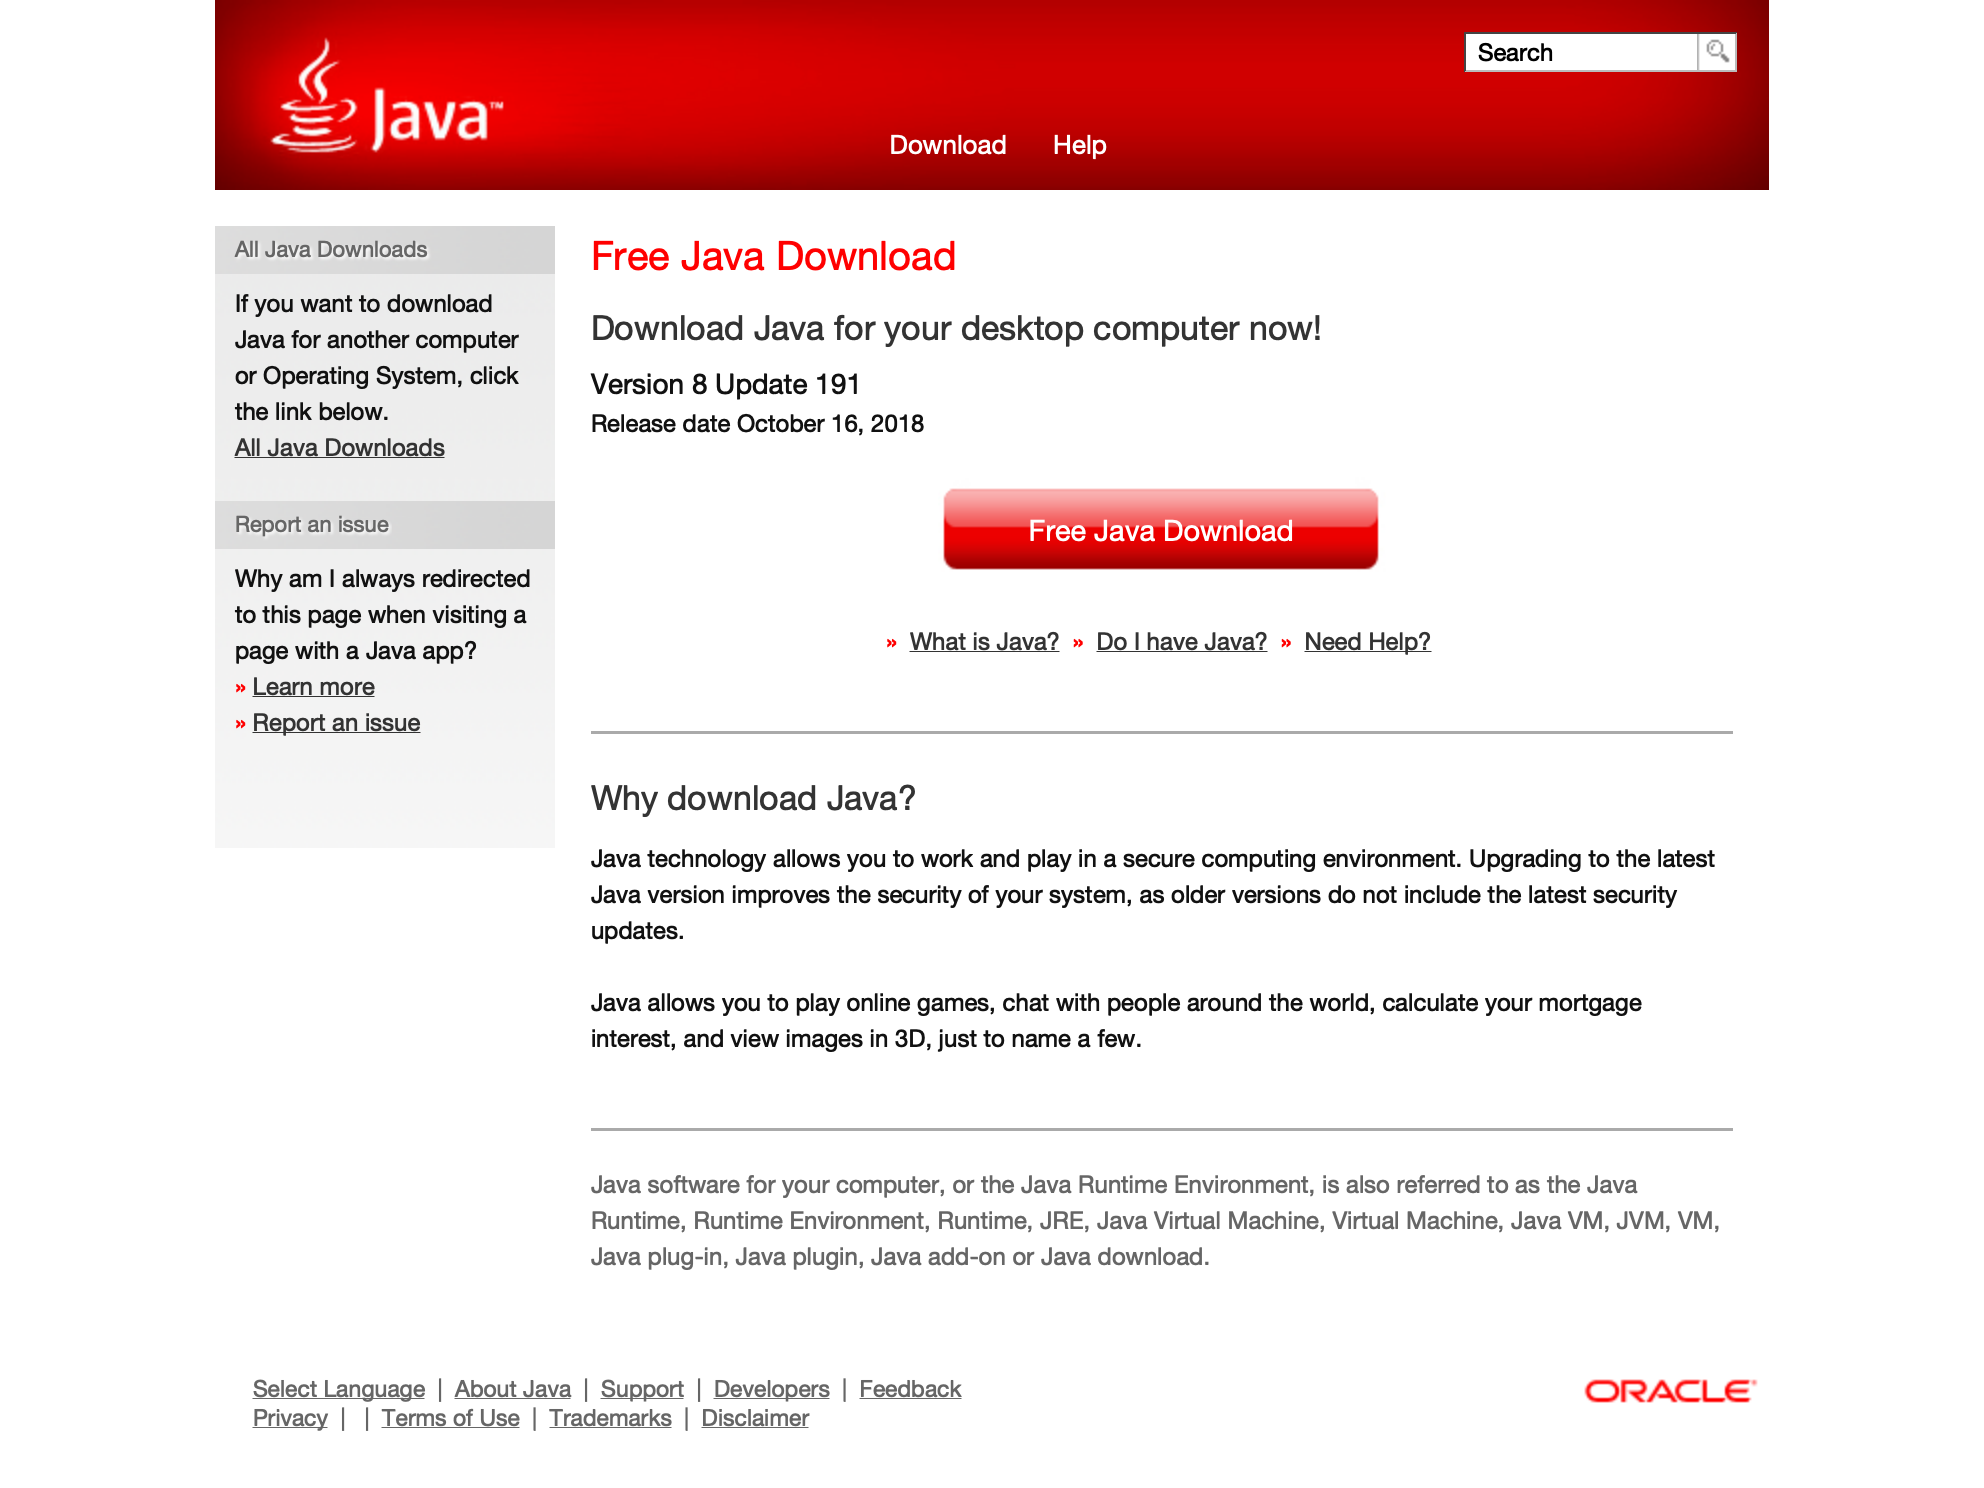 Java™
Search
Download Help
All Java Downloads
If you want to download
Java for another computer
or Operating System, click
the link below.
All Java Downloads
Report an issue
Why am I always redirected
to this page when visiting a
page with a Java app?
» Learn more
» Report an issue
Free Java Download
Download Java for your desktop computer now!
Version 8 Update 191
Release date October 16, 2018
Free Java Download
» What is Java? » Do I have Java? » Need Help?
Why download Java?
Java technology allows you to work and play in a secure computing environment. Upgrading to the latest
Java version improves the security of your system, as older versions do not include the latest security
updates.
Java allows you to play online games, chat with people around the world, calculate your mortgage
interest, and view images in 3D, just to name a few.
Java software for your computer, or the Java Runtime Environment, is also referred to as the Java
Runtime, Runtime Environment, Runtime, JRE, Java Virtual Machine, Virtual Machine, Java VM, JVM, VM,
Java plug-in, Java plugin, Java add-on or Java download.
Select Language | About Java | Support | Developers | Feedback
Privacy | | Terms of Use | Trademarks | Disclaimer
ORACLE